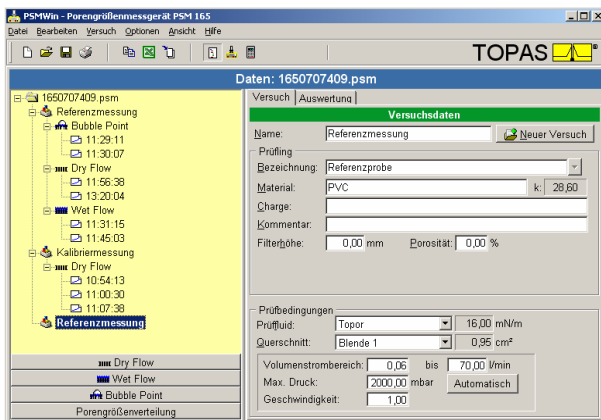 PSMWin - Porengrößenmessgerät PSM 165
Datei Bearbeiten Versuch Optionen Ansicht Hilfe
TOPAS
Daten: 1650707409.psm
1650707409.psm
Referenzmessung
Bubble Point
11:29:11
11:30:07
Dry Flow
11:56:38
13:20:04
Wet Flow
11:31:15
11:45:03
Kalibriermessung
Dry Flow
10:54:13
11:00:30
11:07:38
Referenzmessung
Dry Flow
Wet Flow
Bubble Point
Porengrößenverteilung
Versuch Auswertung
Versuchsdaten
Name: Referenzmessung Neuer Versuch
Prüfling
Bezeichnung: Referenzprobe
Material: PVC k: 28,60
Charge:
Kommentar:
Filterhöhe: 0,00 mm Porosität: 0,00 %
Prüfbedingungen
Prüffluid: Topor 16,00 mN/m
Querschnitt: Blende 1 0,95 cm²
Volumenstrombereich: 0,06 bis 70,00 l/min
Max. Druck: 2000,00 mbar Automatisch
Geschwindigkeit: 1,00